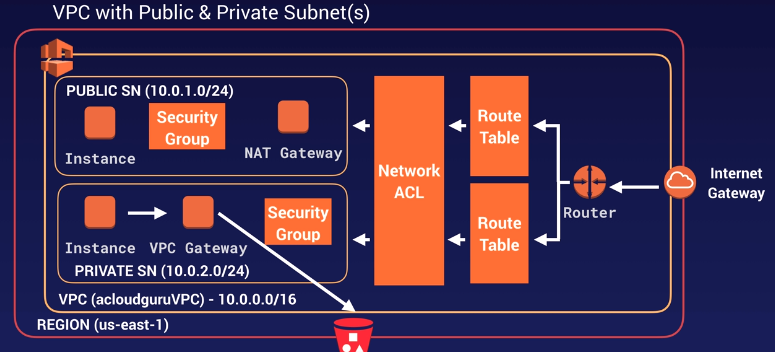 VPC with Public & Private Subnet(s)
PUBLIC SN (10.0.1.0/24)
Instance
Security
Group
NAT Gateway
Instance
VPC Gateway
Security
Group
PRIVATE SN (10.0.2.0/24)
Network
ACL
Route
Table
Route
Table
Router
Internet
Gateway
VPC (acloudguruVPC) - 10.0.0.0/16
REGION (us-east-1)